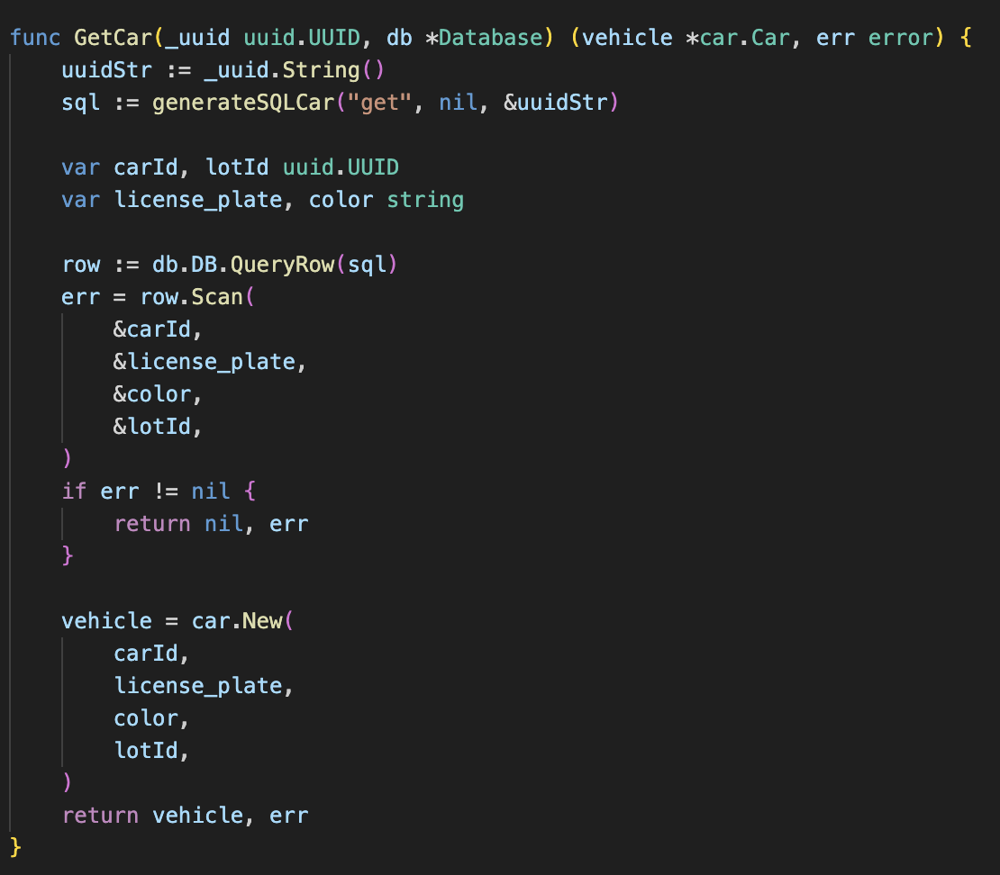 func GetCar(_uuid uuid.UUID, db *Database) (vehicle *car.Car, err error) {
    uuidStr := _uuid.String()
    sql := generateSQLCar("get", nil, &uuidStr)

    var carId, lotId uuid.UUID
    var license_plate, color string

    row := db.DB.QueryRow(sql)
    err = row.Scan(
        &carId,
        &license_plate,
        &color,
        &lotId,
    )
    if err != nil {
        return nil, err
    }

    vehicle = car.New(
        carId,
        license_plate,
        color,
        lotId,
    )
    return vehicle, err
}